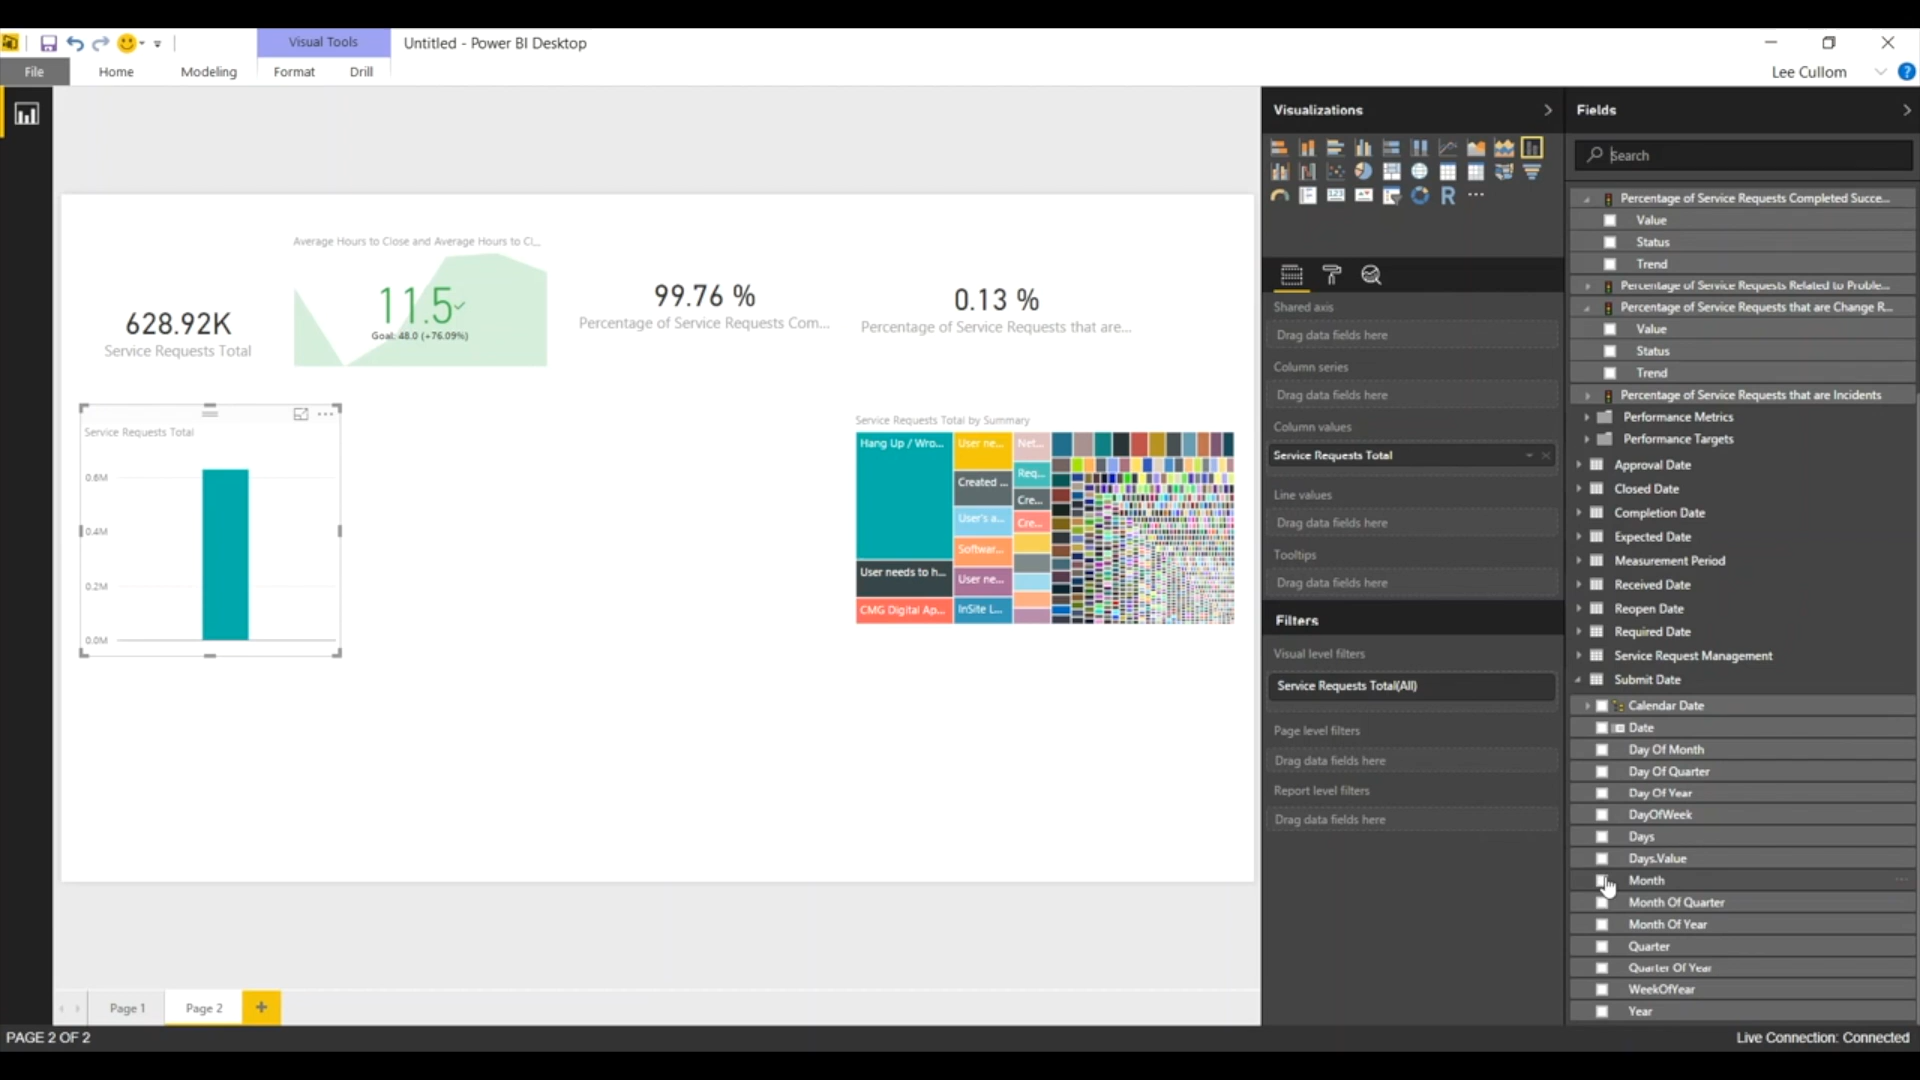 Visual Tools
Untitled - Power BI Desktop
File
Home
Modeling
Format
Drill
Lee Cullom
?
628.92K
Service Requests Total
Average Hours to Close and Average Hours to Cl...
11.5
Goal: 48.0 (+76.09%)
99.76 %
Percentage of Service Requests Com...
0.13 %
Percentage of Service Requests that are...
Service Requests Total
0.6M
0.4M
0.2M
0.0M
Service Requests Total by Summary
Hang Up / Wro...
User needs to h...
CMG Digital Ap...
User ne...
Created ...
User's a...
Softwar...
User ne...
InSite L...
Net...
Req...
Cre...
Cre...
Page 1
Page 2
+
PAGE 2 OF 2
Visualizations
R
Shared axis
Drag data fields here
Column series
Drag data fields here
Column values
Service Requests Total
Line values
Drag data fields here
Tooltips
Drag data fields here
Filters
Visual level filters
Service Requests Total(All)
Page level filters
Drag data fields here
Report level filters
Drag data fields here
Fields
Search
Percentage of Service Requests Completed Succe...
Value
Status
Trend
Percentage of Service Requests Related to Proble...
Percentage of Service Requests that are Change R...
Value
Status
Trend
Percentage of Service Requests that are Incidents
Performance Metrics
Performance Targets
Approval Date
Closed Date
Completion Date
Expected Date
Measurement Period
Received Date
Reopen Date
Required Date
Service Request Management
Submit Date
Calendar Date
Date
Day Of Month
Day Of Quarter
Day Of Year
DayOfWeek
Days
Days.Value
Month
Month Of Quarter
Month Of Year
Quarter
Quarter Of Year
WeekOfYear
Year
Live Connection: Connected